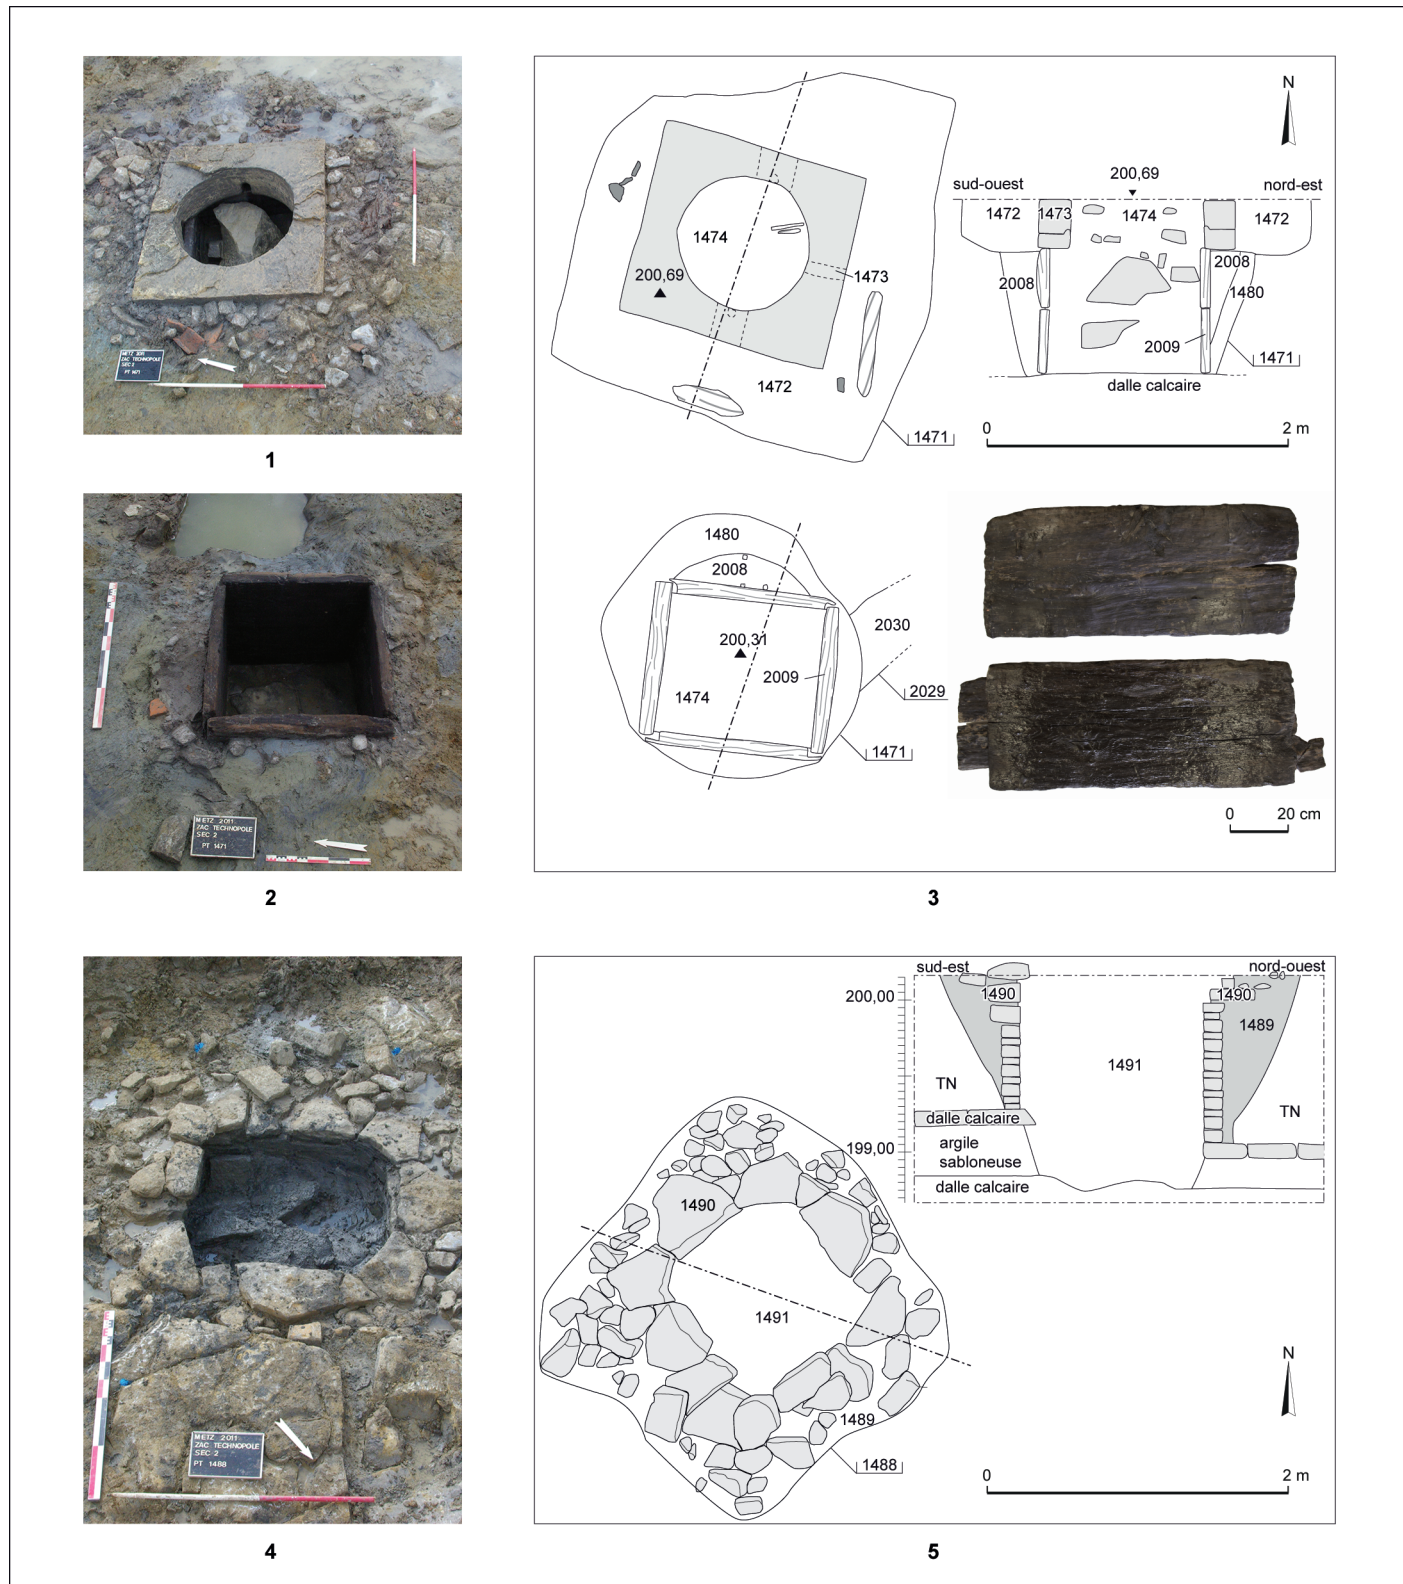 METZ 2011
ZAC TECHNOPOLE
SEC 2
PT 1471
1
METZ 2011
ZAC TECHNOPOLE
SEC 2
PT 1471
2
N
1474
200,69
1473
1472
1471
sud-ouest
200,69
nord-est
1472
1473
1474
1472
2008
2008
1480
2009
1471
dalle calcaire
0
2 m
1480
2008
200,31
2030
2009
1474
2029
1471
0
20 cm
3
METZ 2011
ZAC TECHNOPOLE
SEC 2
PT 1488
4
sud-est
nord-ouest
200,00
1490
1490
1489
1491
TN
TN
dalle calcaire
199,00
argile
sabloneuse
dalle calcaire
1490
1491
1489
1488
N
0
2 m
5